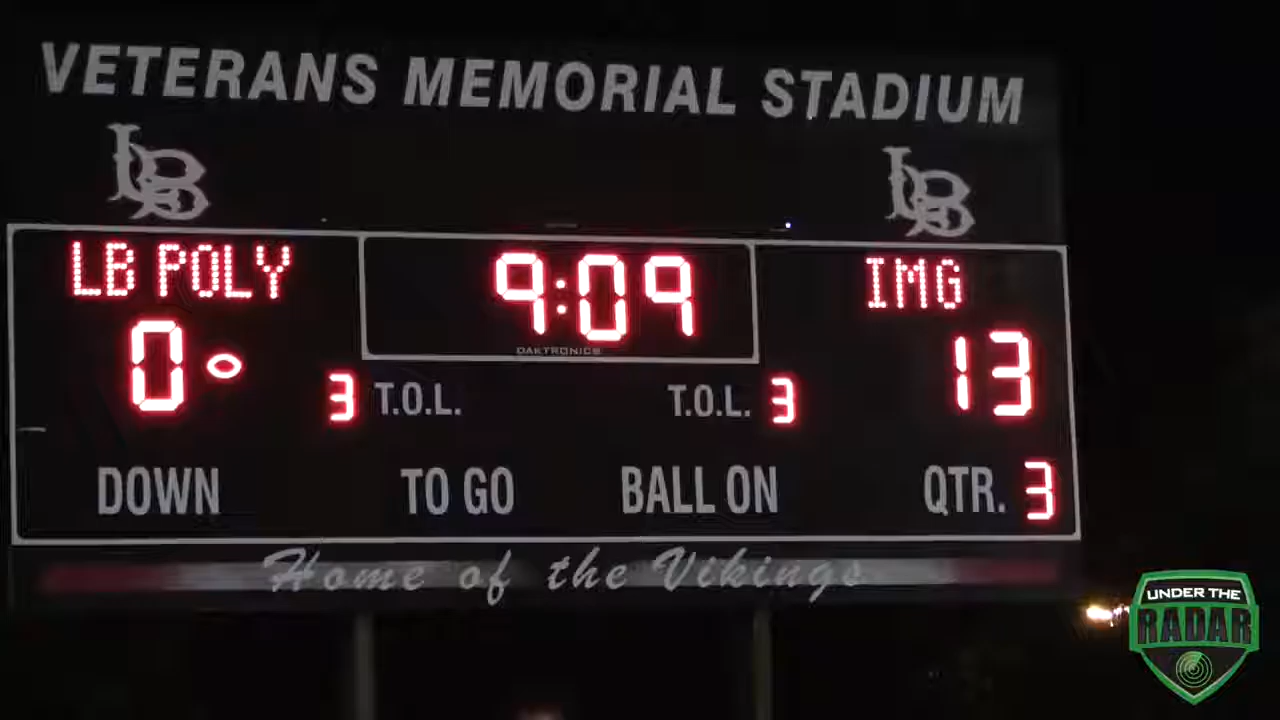 VETERANS MEMORIAL STADIUM
LB LB
LB POLY 9:09 IMG
DAKTRONICS
0 13
3 T.O.L. T.O.L. 3
DOWN TO GO BALL ON QTR. 3
Home of the Vikings
UNDER THE
RADAR